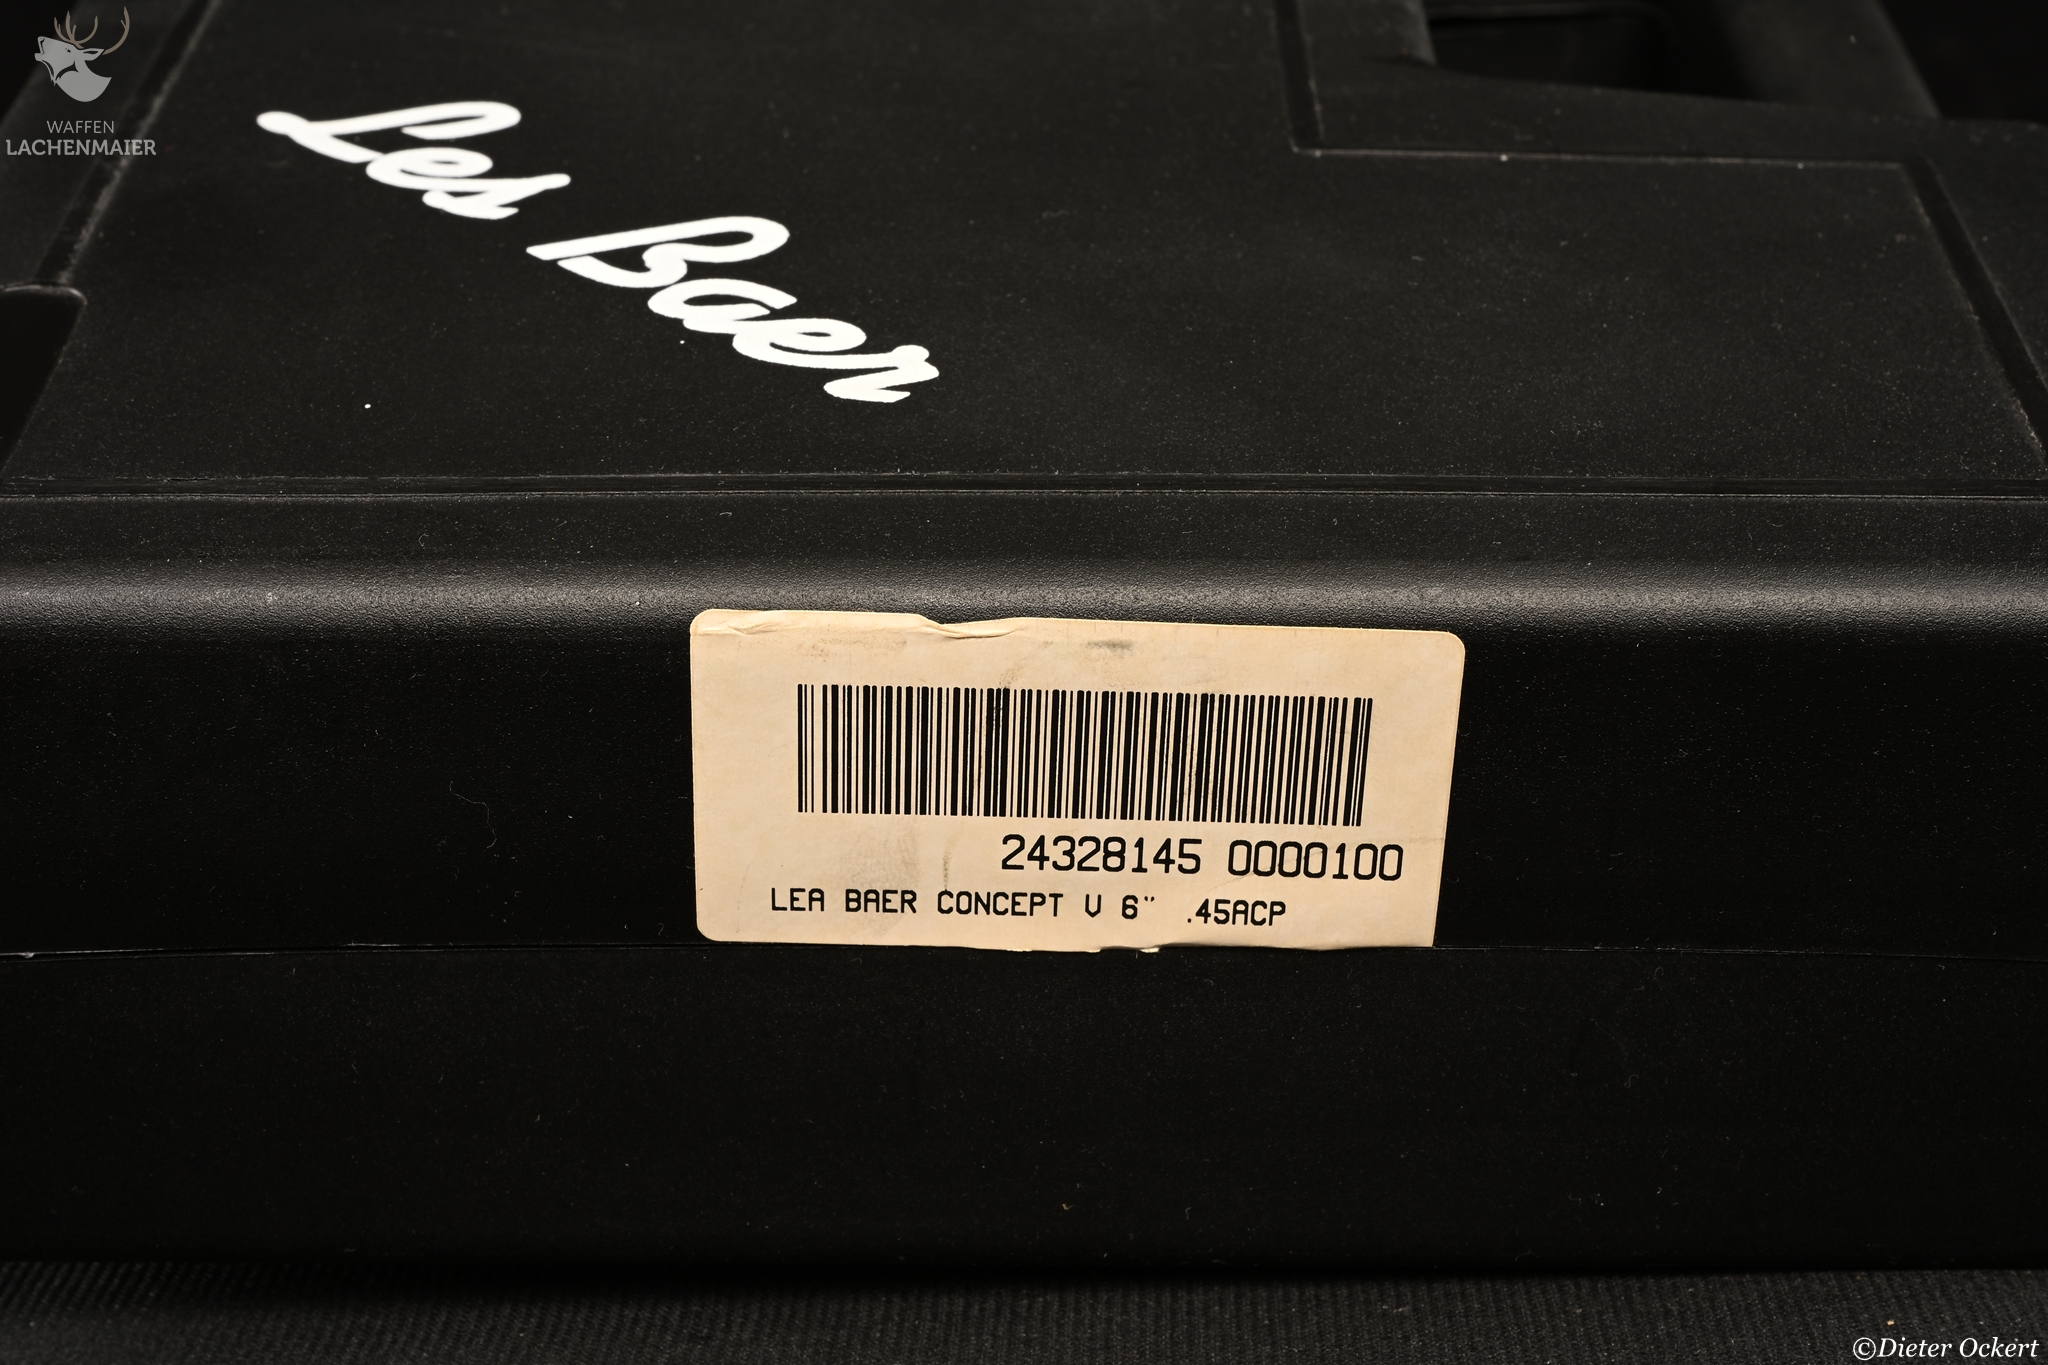 WAFFEN
LACHENMAIER
Les Baer
24328145 0000100
LEA BAER CONCEPT V 6" .45ACP
©Dieter Ockert